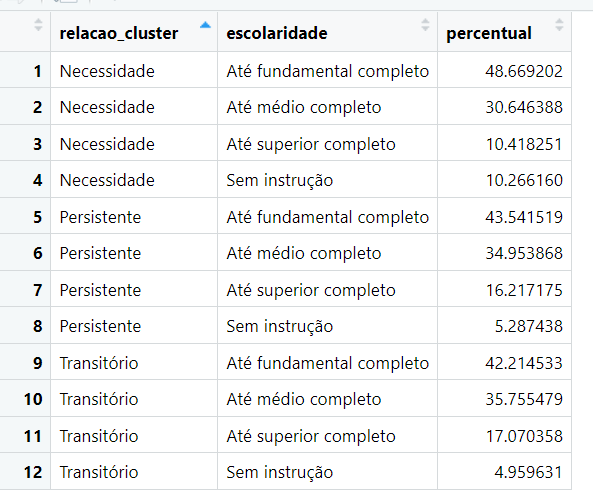 relacao_cluster escolaridade percentual
1 Necessidade Até fundamental completo 48.669202
2 Necessidade Até médio completo 30.646388
3 Necessidade Até superior completo 10.418251
4 Necessidade Sem instrução 10.266160
5 Persistente Até fundamental completo 43.541519
6 Persistente Até médio completo 34.953868
7 Persistente Até superior completo 16.217175
8 Persistente Sem instrução 5.287438
9 Transitório Até fundamental completo 42.214533
10 Transitório Até médio completo 35.755479
11 Transitório Até superior completo 17.070358
12 Transitório Sem instrução 4.959631